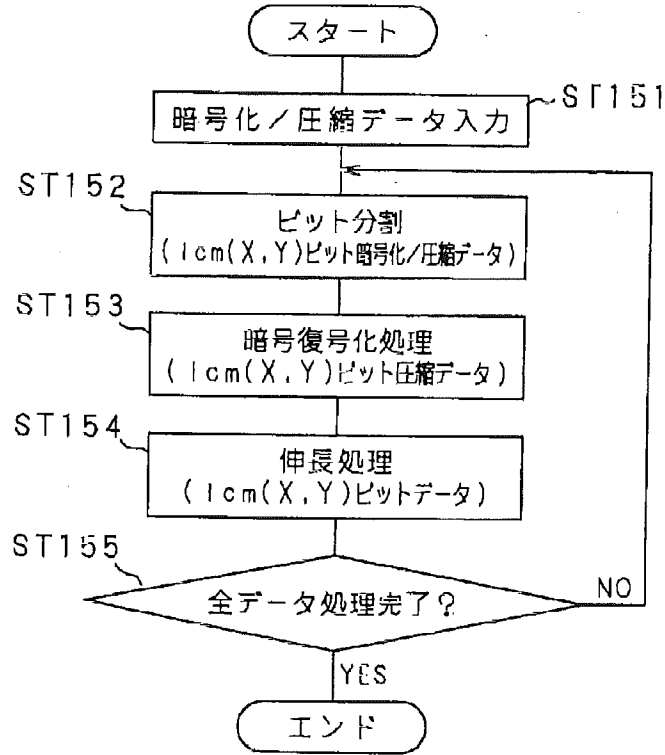 スタート
ST151
暗号化／圧縮データ入力
ST152
ビット分割
(lcm(X,Y)ビット暗号化/圧縮データ)
ST153
暗号復号化処理
(lcm(X,Y)ビット圧縮データ)
ST154
伸長処理
(lcm(X,Y)ビットデータ)
ST155
全データ処理完了？
NO
YES
エンド